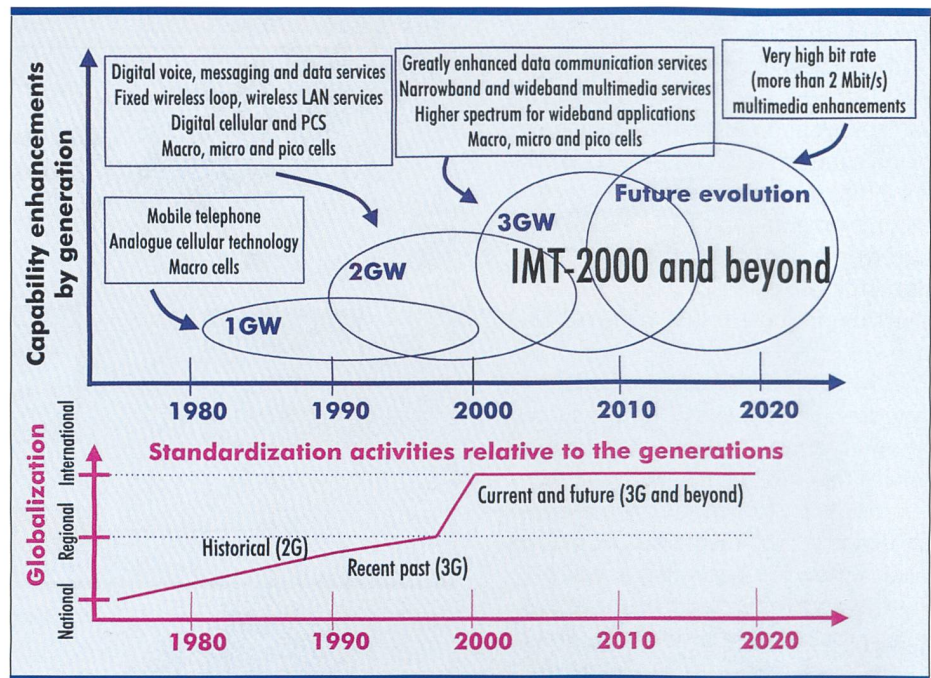 Capability enhancements
by generation
Digital voice, messaging and data services
Fixed wireless loop, wireless LAN services
Digital cellular and PCS
Macro, micro and pico cells
Greatly enhanced data communication services
Narrowband and wideband multimedia services
Higher spectrum for wideband applications
Macro, micro and pico cells
Very high bit rate
(more than 2 Mbit/s)
multimedia enhancements
Mobile telephone
Analogue cellular technology
Macro cells
1GW
2GW
3GW
Future evolution
IMT-2000 and beyond
1980
1990
2000
2010
2020
Globalization
National
Regional
International
Standardization activities relative to the generations
Current and future (3G and beyond)
Historical (2G)
Recent past (3G)
1980
1990
2000
2010
2020